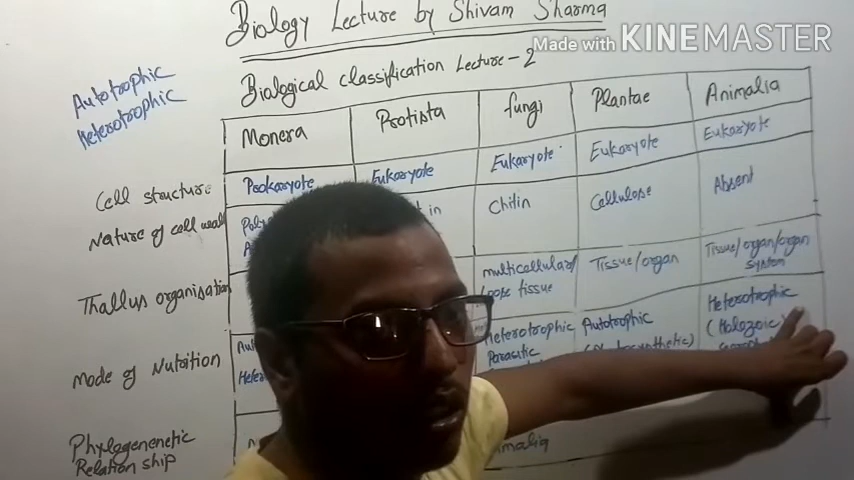 Biology Lecture by Shivam Sharma
Made with KINEMASTER
Biological classification Lecture-2
Autotrophic
Heterotrophic
Monera Protista fungi Plantae Animalia
Cell structure Prokaryote Eukaryote Eukaryote Eukaryote Eukaryote
Nature of cell wall Chitin Cellulose Absent
Thallus organisation multicellular/ Tissue/organ Tissue/organ/organ
loose tissue system
Mode of Nutrition Heterotrophic Autotrophic Heterotrophic
Parasitic (Holozoic)
Phylogenenetic
Relation ship